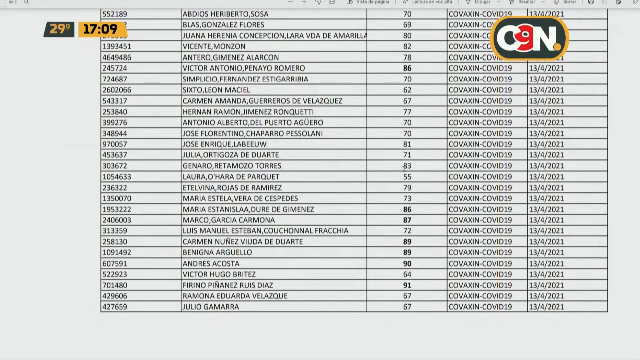 Vista de página Lectura de voz alta Dibujar Resaltar Borrar
29° 17:09
C9N
552189 ABDIOS HERIBERTO,SOSA 70 COVAXIN-COVID19 13/4/2021
BLAS,GONZALEZ FLORES 69 COVAXIN-COVID19
JUANA HERENIA CONCEPCION,LARA VDA DE AMARILLA 80 COVAXIN-COVID19
1393451 VICENTE,MONZON 82 COVAXIN-COVID19
4649486 ANTERO,GIMENEZ ALARCON 78 COVAXIN-COVID19
245724 VICTOR ANTONIO,PENAYO ROMERO 86 COVAXIN-COVID19 13/4/2021
724687 SIMPLICIO,FERNANDEZ ESTIGARRIBIA 70 COVAXIN-COVID19 13/4/2021
2602066 SIXTO,LEON MACIEL 62 COVAXIN-COVID19 13/4/2021
543317 CARMEN AMANDA,GUERREROS DE VELAZQUEZ 67 COVAXIN-COVID19 13/4/2021
253840 HERNAN RAMON,JIMENEZ RONQUETTI 77 COVAXIN-COVID19 13/4/2021
399276 ANTONIO ALBERTO,DEL PUERTO AGÜERO 70 COVAXIN-COVID19 13/4/2021
348944 JOSE FLORENTINO,CHAPARRO PESSOLANI 70 COVAXIN-COVID19 13/4/2021
970057 JOSE ENRIQUE,LABEEUW 81 COVAXIN-COVID19 13/4/2021
453637 JULIA,ORTIGOZA DE DUARTE 71 COVAXIN-COVID19 13/4/2021
303672 GENARO,RETAMOZO TORRES 83 COVAXIN-COVID19 13/4/2021
1054633 LAURA,O'HARA DE PARQUET 55 COVAXIN-COVID19 13/4/2021
236322 ETELVINA,ROJAS DE RAMIREZ 79 COVAXIN-COVID19 13/4/2021
1350070 MARIA ESTELA,VERA DE CESPEDES 73 COVAXIN-COVID19 13/4/2021
1953222 MARIA ESTANISLAA,DURE DE GIMENEZ 86 COVAXIN-COVID19 13/4/2021
2406003 MARCO,GARCIA CARMONA 87 COVAXIN-COVID19 13/4/2021
313359 LUIS MANUEL ESTEBAN,COUCHONNAL FRACCHIA 72 COVAXIN-COVID19 13/4/2021
258130 CARMEN NUÑEZ VIUDA DE DUARTE 89 COVAXIN-COVID19 13/4/2021
1091492 BENIGNA ARGUELLO 89 COVAXIN-COVID19 13/4/2021
607591 ANDRES ACOSTA 90 COVAXIN-COVID19 13/4/2021
522923 VICTOR HUGO BRITEZ 64 COVAXIN-COVID19 13/4/2021
701480 FIRINO PIÑANEZ RUIS DIAZ 91 COVAXIN-COVID19 13/4/2021
429606 RAMONA EDUARDA VELAZQUE 67 COVAXIN-COVID19 13/4/2021
427659 JULIO GAMARRA 67 COVAXIN-COVID19 13/4/2021